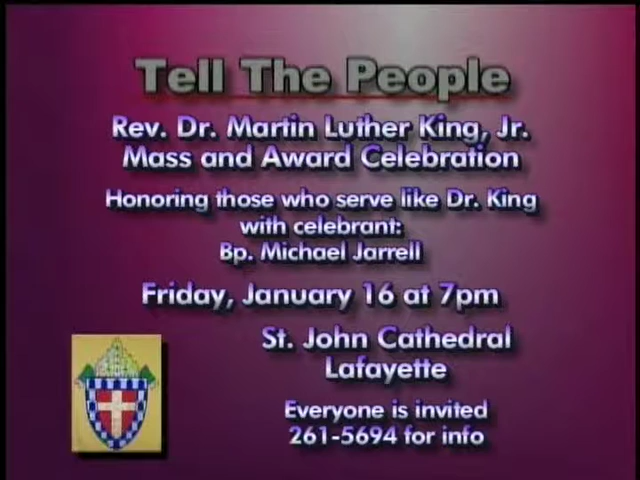 Tell The People
Rev. Dr. Martin Luther King, Jr.
Mass and Award Celebration
Honoring those who serve like Dr. King
with celebrant:
Bp. Michael Jarrell
Friday, January 16 at 7pm
St. John Cathedral
Lafayette
Everyone is invited
261-5694 for info